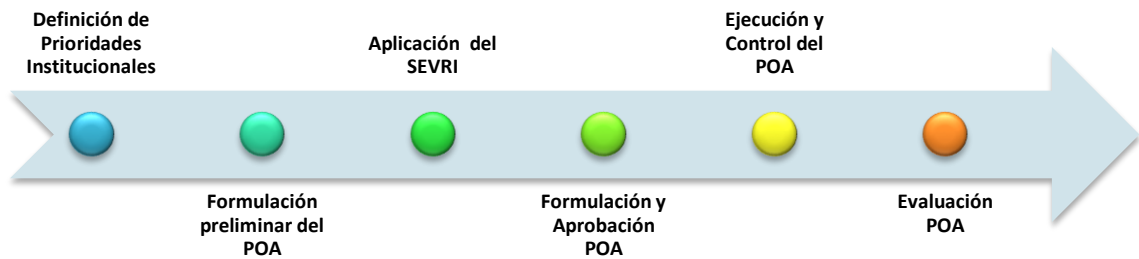 Definición de
Prioridades
Institucionales
Formulación
preliminar del
POA
Aplicación del
SEVRI
Formulación y
Aprobación
POA
Ejecución y
Control del
POA
Evaluación
POA